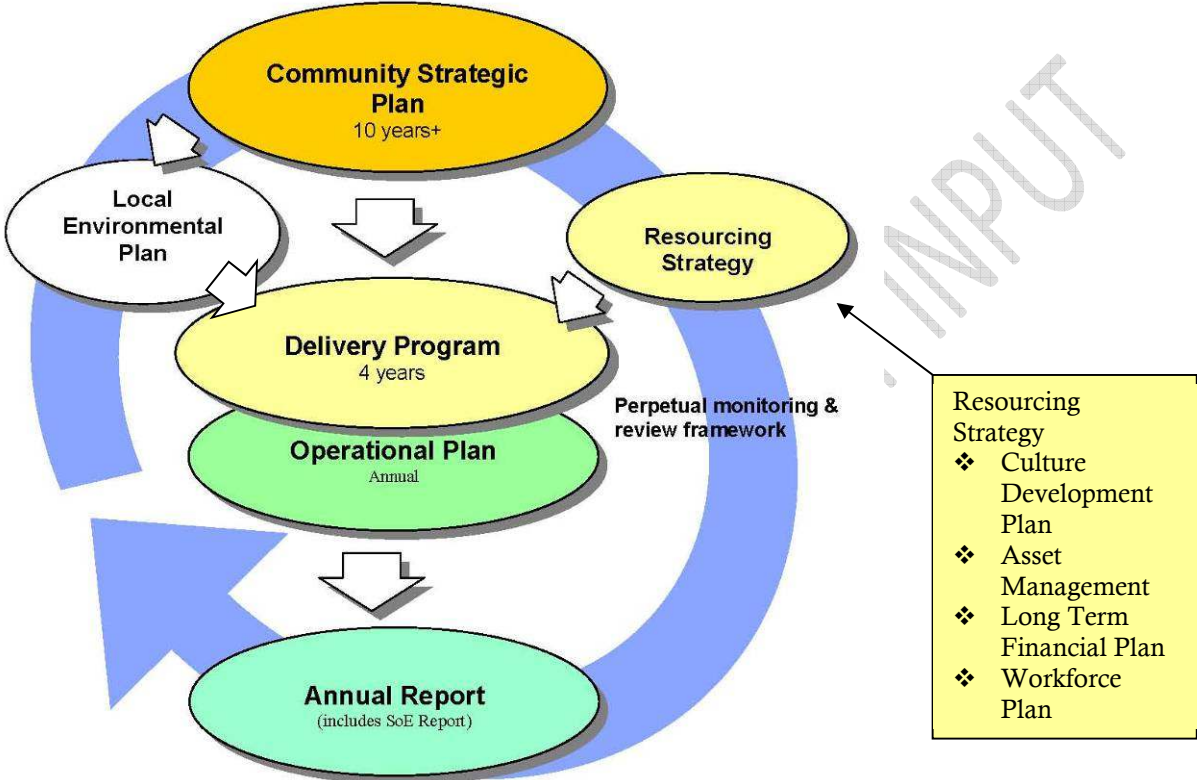 Community Strategic
Plan
10 years+
Local
Environmental
Plan
Resourcing
Strategy
Delivery Program
4 years
Perpetual monitoring &
review framework
Operational Plan
Annual
Annual Report
(includes SoE Report)
Resourcing
Strategy
❖ Culture
Development
Plan
❖ Asset
Management
❖ Long Term
Financial Plan
❖ Workforce
Plan
INPUT